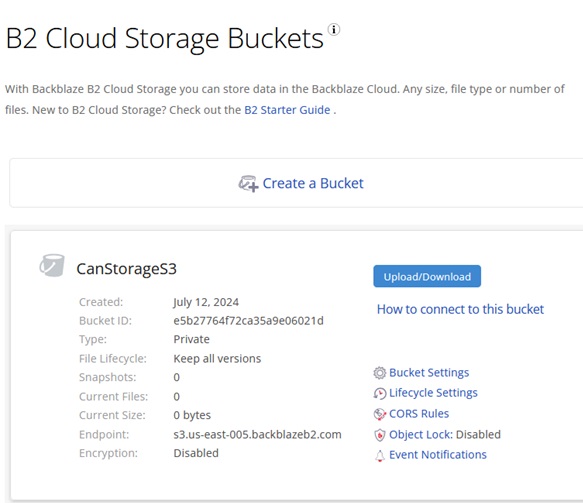 B2 Cloud Storage Buckets
With Backblaze B2 Cloud Storage you can store data in the Backblaze Cloud. Any size, file type or number of
files. New to B2 Cloud Storage? Check out the B2 Starter Guide .
Create a Bucket
CanStorageS3
Upload/Download
Created: July 12, 2024
How to connect to this bucket
Bucket ID: e5b27764f72ca35a9e06021d
Type: Private
File Lifecycle: Keep all versions
Bucket Settings
Snapshots: 0
Lifecycle Settings
Current Files: 0
CORS Rules
Current Size: 0 bytes
Endpoint: s3.us-east-005.backblazeb2.com
Object Lock: Disabled
Encryption: Disabled
Event Notifications